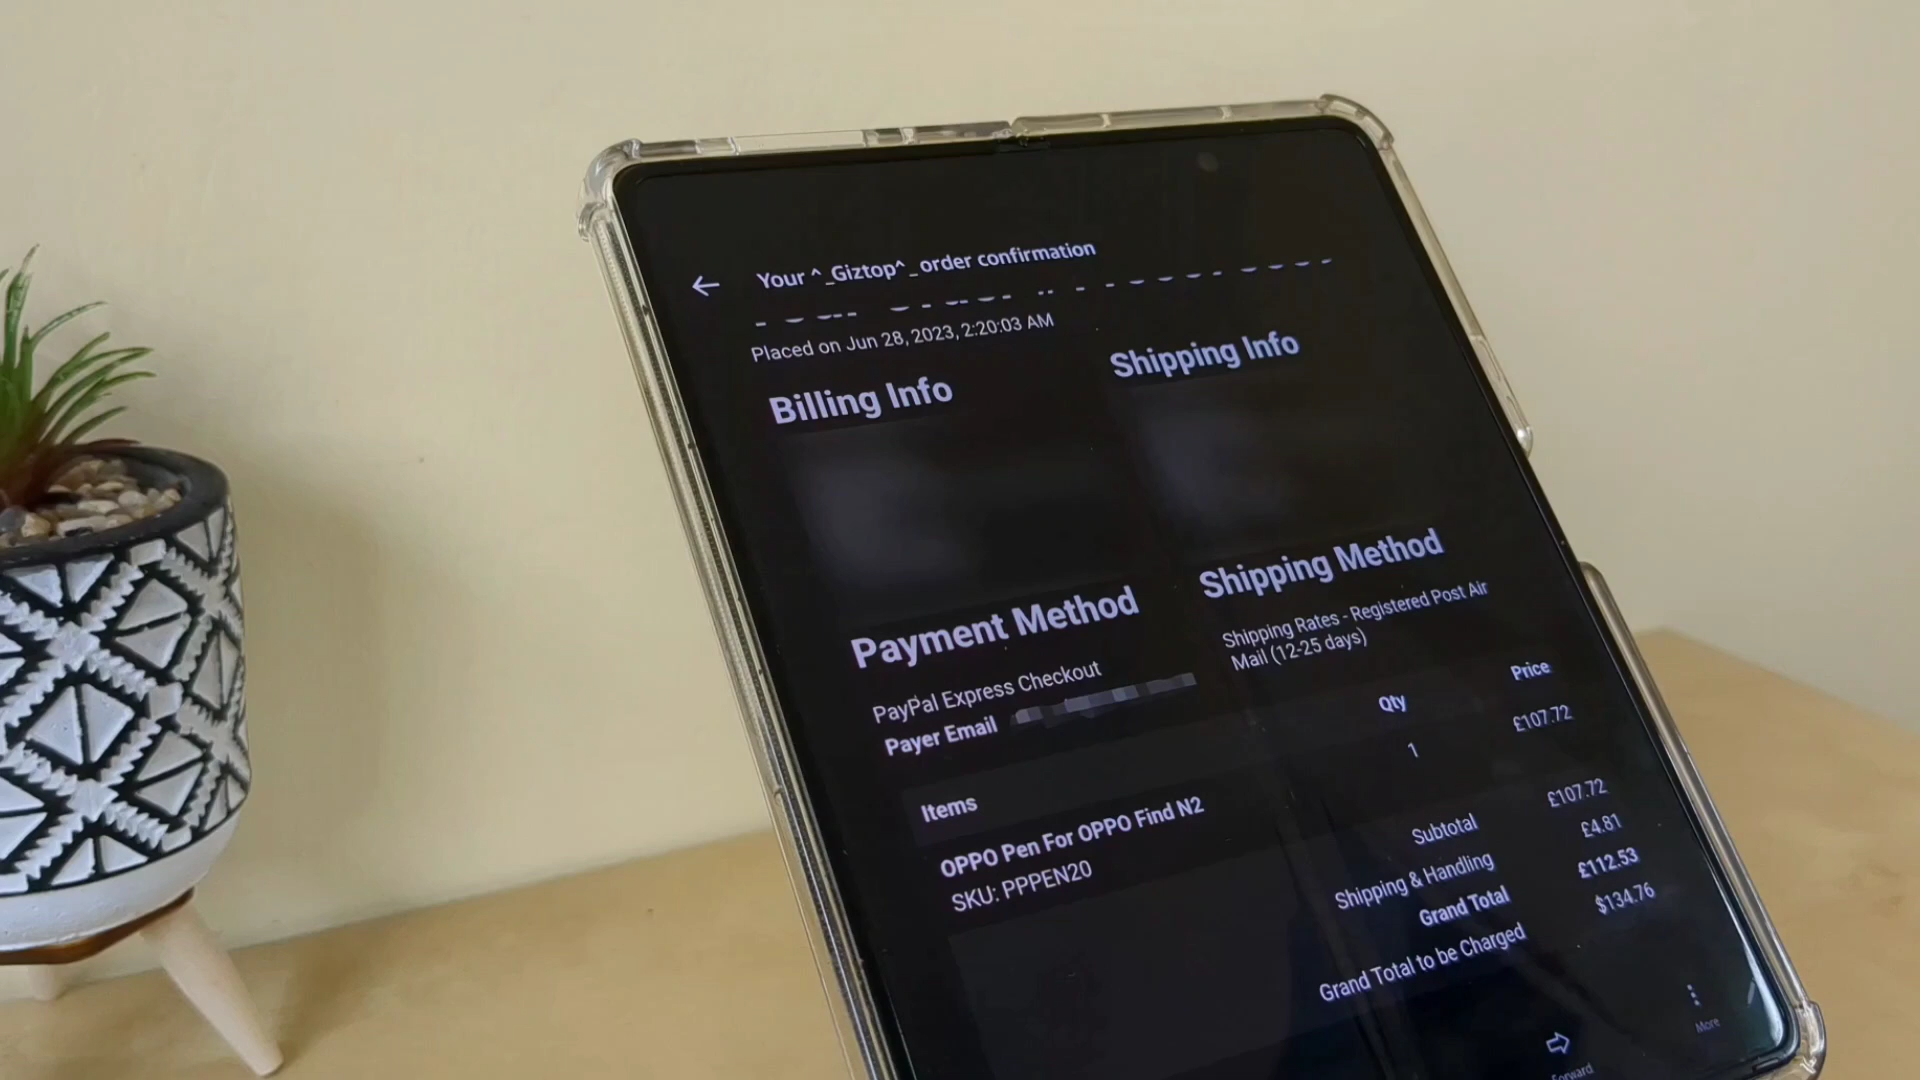 Your ^_Giztop^_order confirmation
Placed on Jun 28, 2023, 2:20:03 AM
Billing Info
Shipping Info
Payment Method
PayPal Express Checkout
Payer Email
Shipping Method
Shipping Rates - Registered Post Air
Mail (12-25 days)
Items
Qty
Price
OPPO Pen For OPPO Find N2
SKU: PPPEN20
1
£107.72
Subtotal
£107.72
Shipping & Handling
£4.81
Grand Total
£112.53
Grand Total to be Charged
$134.76
Forward
More